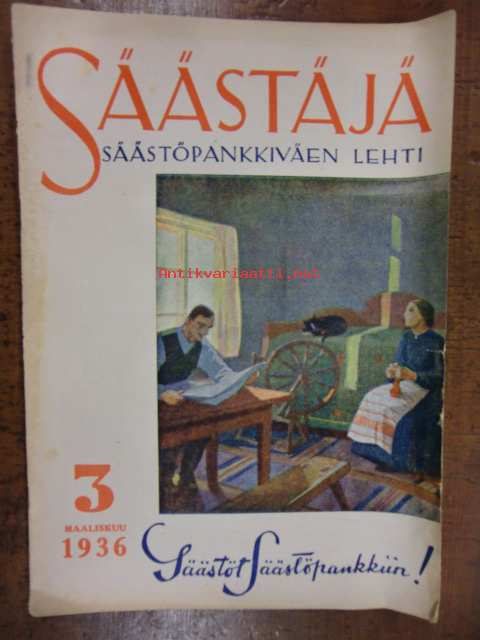 SÄÄSTÄJÄ
SÄÄSTÖPANKKIVÄEN LEHTI
Antikvariaatti.net
3
MAALISKUU
1936
Säästöt Säästöpankkiin!